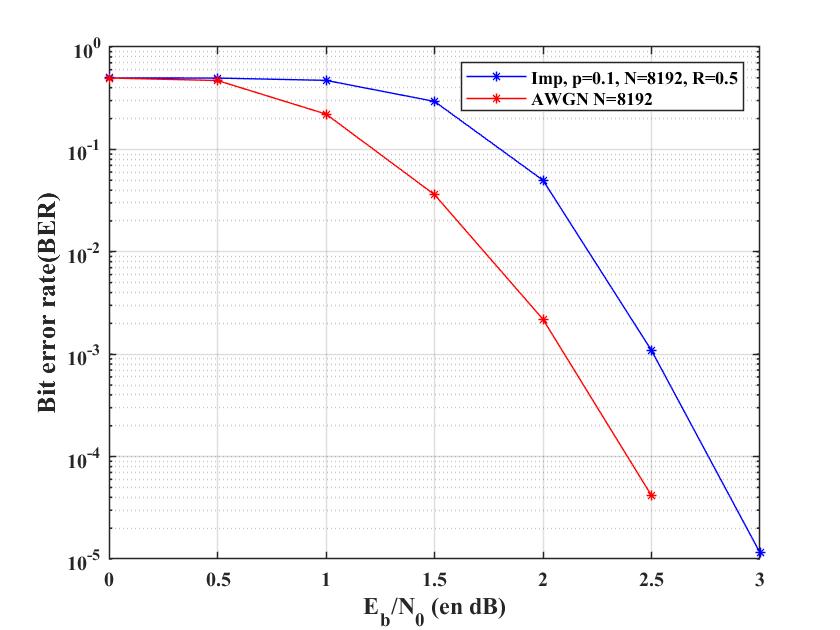 10^0
10^-1
10^-2
10^-3
10^-4
10^-5
Bit error rate(BER)
Imp, p=0.1, N=8192, R=0.5
AWGN N=8192
0 0.5 1 1.5 2 2.5 3
E_b/N_0 (en dB)